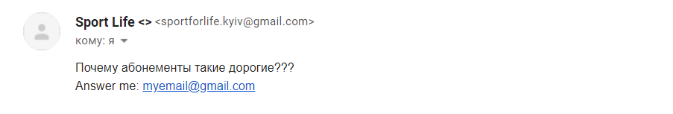 Sport Life <> <sportforlife.kyiv@gmail.com>
кому: я
Почему абонементы такие дорогие???
Answer me: myemail@gmail.com